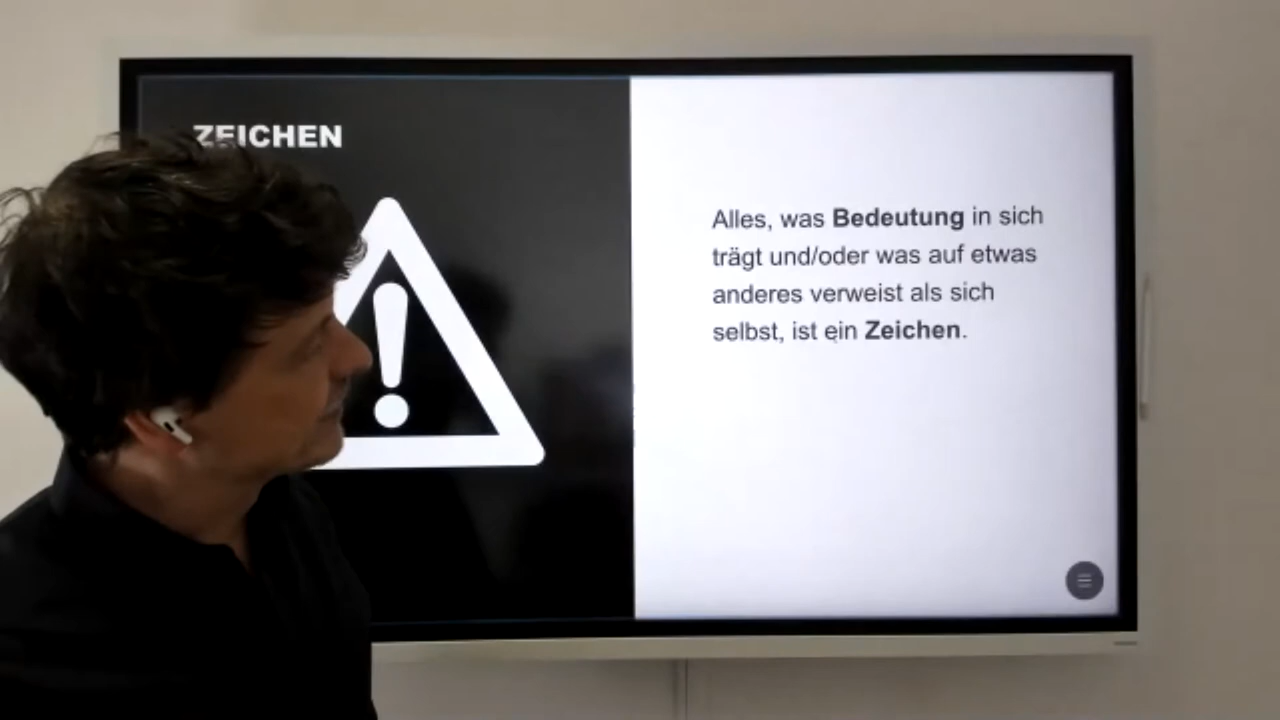 ZEICHEN
!
Alles, was Bedeutung in sich
trägt und/oder was auf etwas
anderes verweist als sich
selbst, ist ein Zeichen.